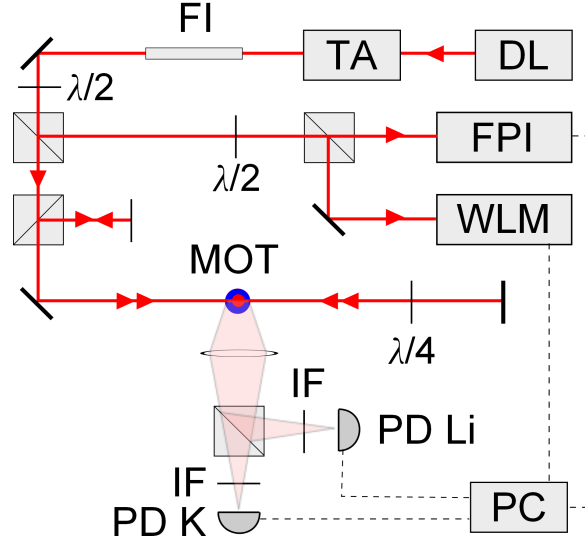 FI
TA
DL
λ/2
FPI
λ/2
WLM
MOT
λ/4
IF
PD Li
IF
PC
PD K